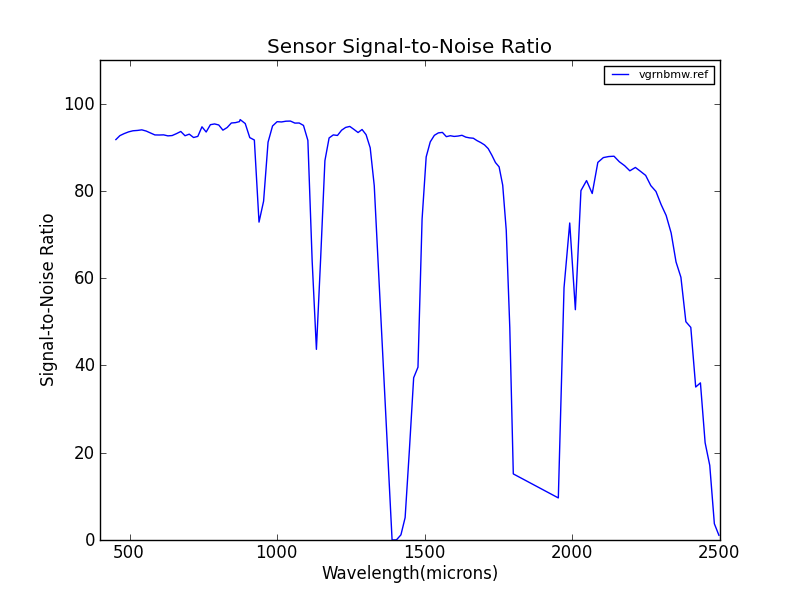 Sensor Signal-to-Noise Ratio
vgrnbmw.ref
Signal-to-Noise Ratio
100
80
60
40
20
0
500
1000
1500
2000
2500
Wavelength(microns)